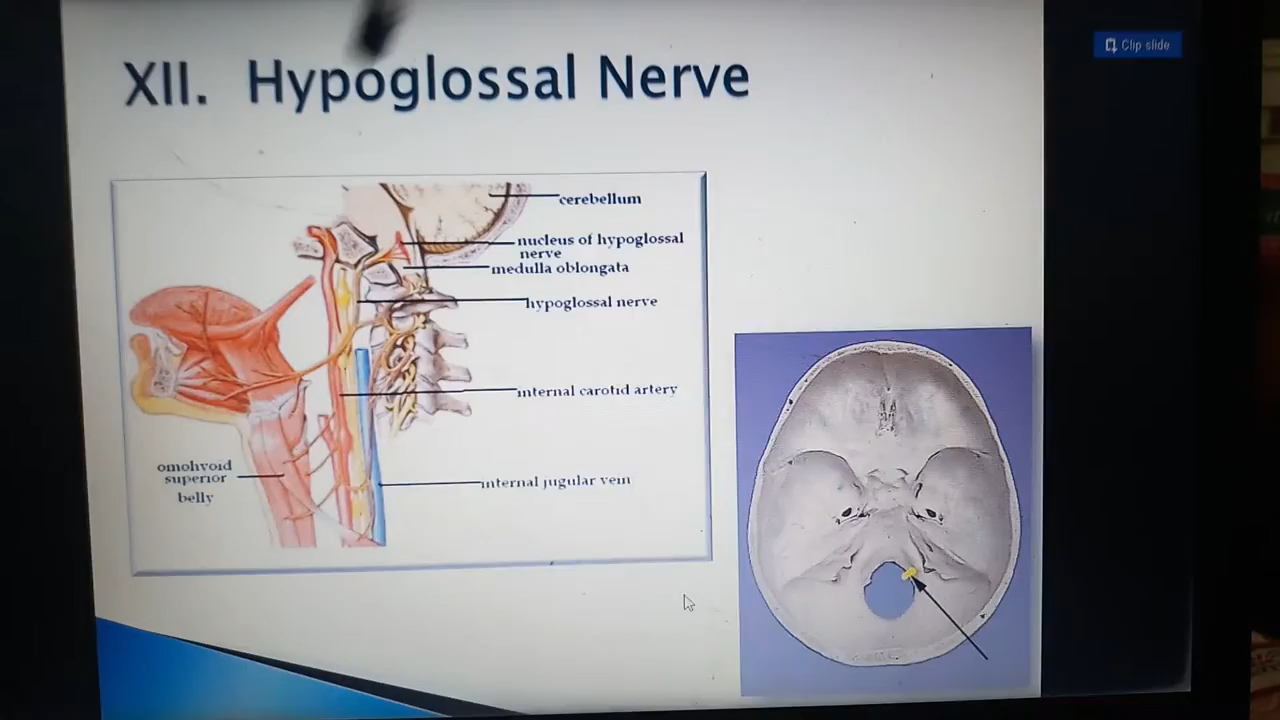 Clip slide
XII. Hypoglossal Nerve
cerebellum
nucleus of hypoglossal
nerve
medulla oblongata
hypoglossal nerve
internal carotid artery
omohyoid
superior
belly
internal jugular vein